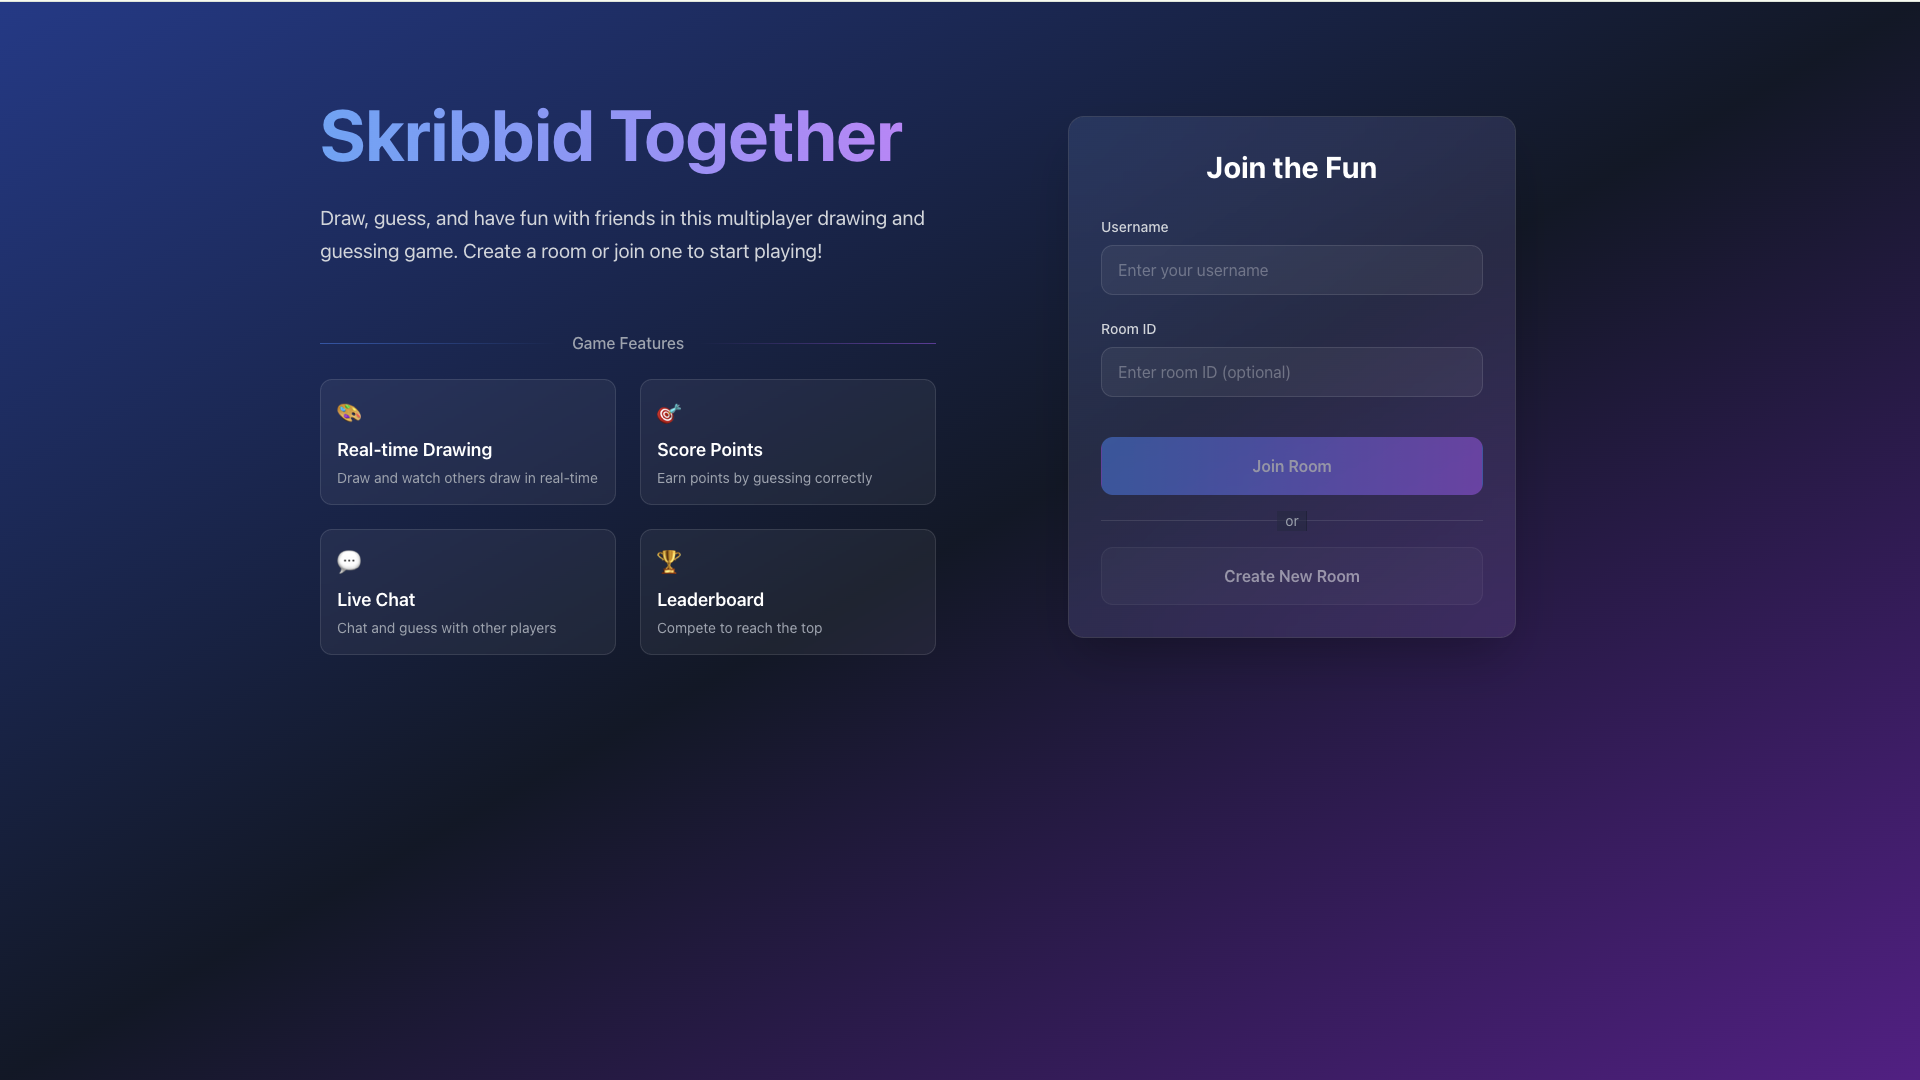 Skribbid Together
Draw, guess, and have fun with friends in this multiplayer drawing and
guessing game. Create a room or join one to start playing!
Game Features
Real-time Drawing
Draw and watch others draw in real-time
Score Points
Earn points by guessing correctly
Live Chat
Chat and guess with other players
Leaderboard
Compete to reach the top
Join the Fun
Username
Enter your username
Room ID
Enter room ID (optional)
Join Room
or
Create New Room